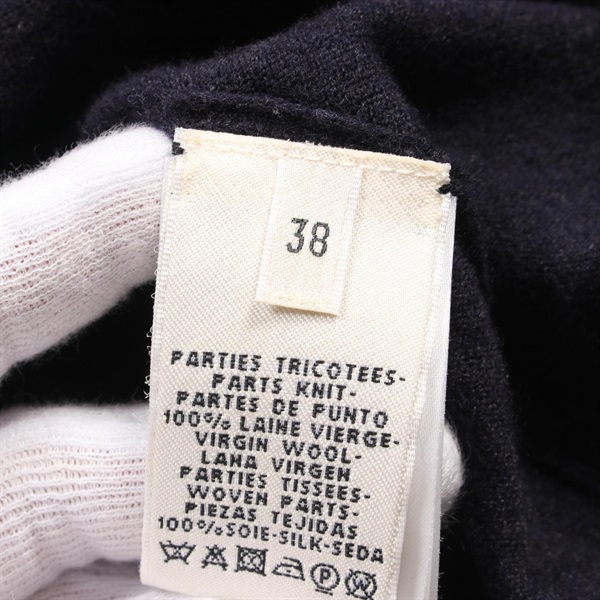 38
PARTIES TRICOTEES-
PARTS KNIT-
PARTES DE PUNTO
100% LAINE VIERGE-
VIRGIN WOOL-
LANA VIRGEN
PARTIES TISSEES-
WOVEN PARTS-
PIEZAS TEJIDAS
100%SOIE-SILK-SEDA
P W